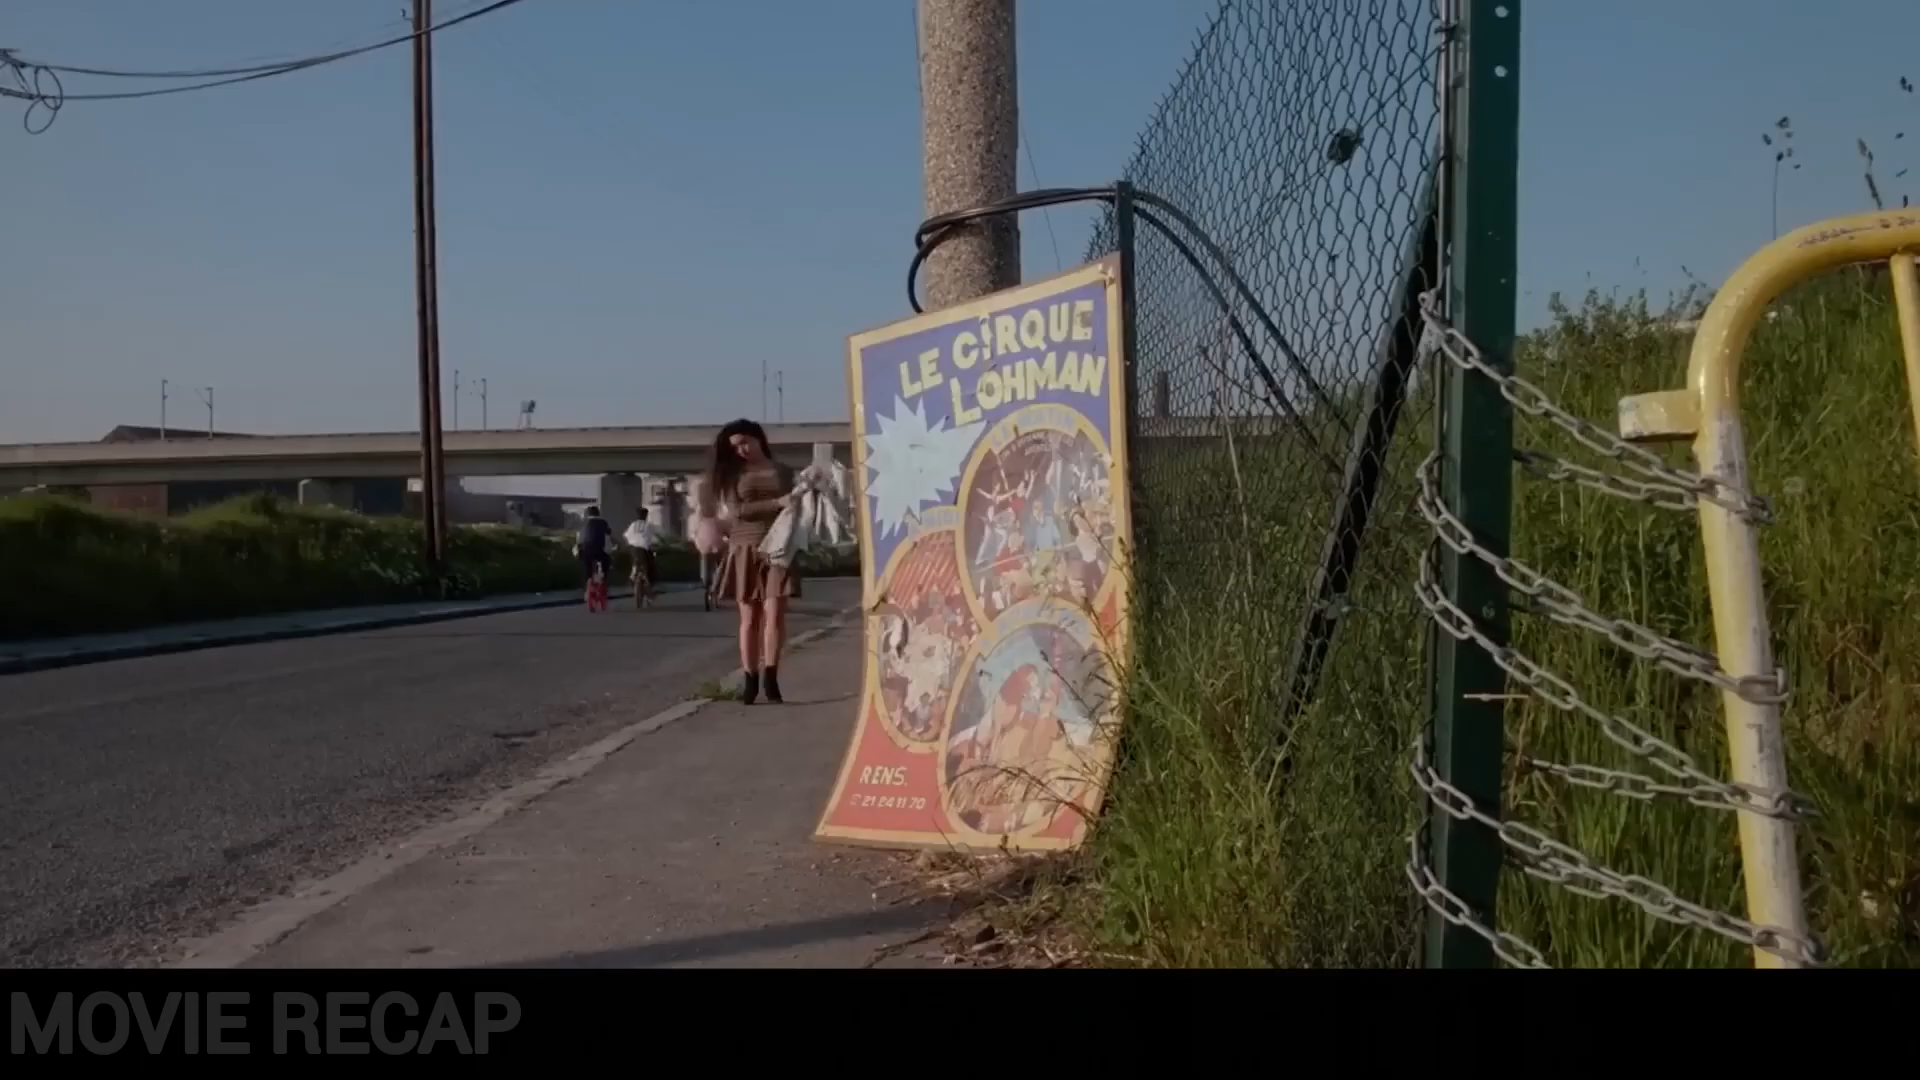 LE CIRQUE
LOHMAN
RENS.
21 24 11 70
MOVIE RECAP